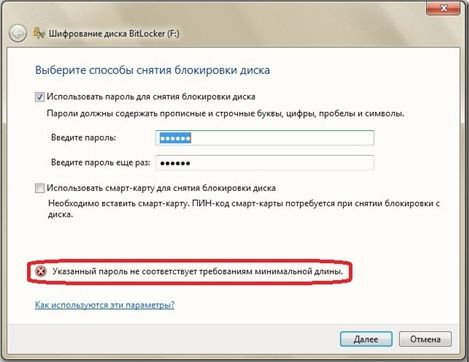 Шифрование диска BitLocker (F:)
Выберите способы снятия блокировки диска
Использовать пароль для снятия блокировки диска
Пароли должны содержать прописные и строчные буквы, цифры, пробелы и символы.
Введите пароль: ••••••
Введите пароль еще раз: ••••••
Использовать смарт-карту для снятия блокировки диска
Необходимо вставить смарт-карту. ПИН-код смарт-карты потребуется при снятии блокировки с
диска.
Указанный пароль не соответствует требованиям минимальной длины.
Как используются эти параметры?
Далее Отмена